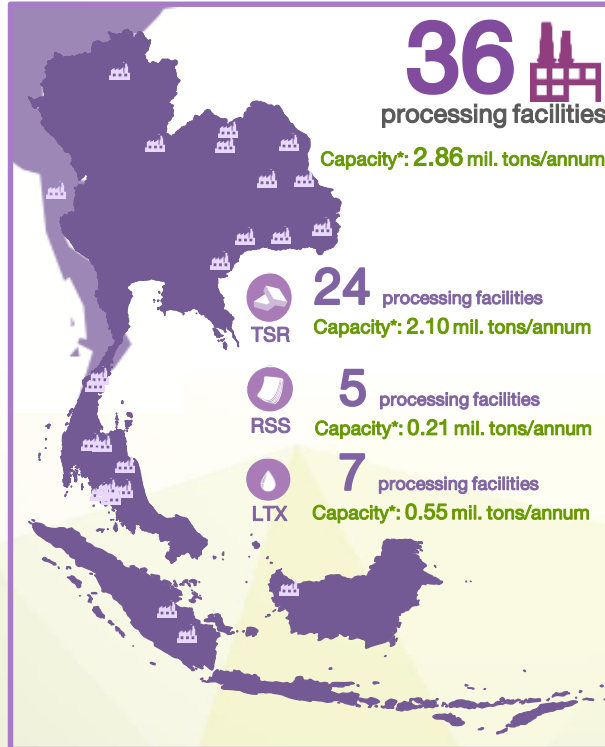 36
processing facilities
Capacity*: 2.86 mil. tons/annum
24 processing facilities
TSR
Capacity*: 2.10 mil. tons/annum
5 processing facilities
RSS
Capacity*: 0.21 mil. tons/annum
7 processing facilities
LTX
Capacity*: 0.55 mil. tons/annum